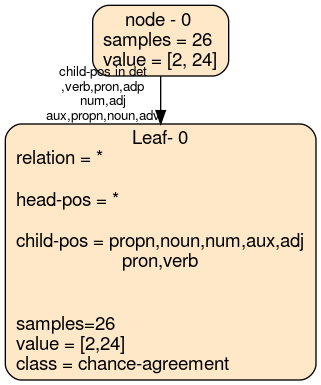 node - 0
samples = 26
value = [2, 24]
child-pos in det
,verb,pron,adp
num,adj
aux,propn,noun,adv
Leaf- 0
relation = *
head-pos = *
child-pos = propn,noun,num,aux,adj
pron,verb
samples=26
value = [2,24]
class = chance-agreement